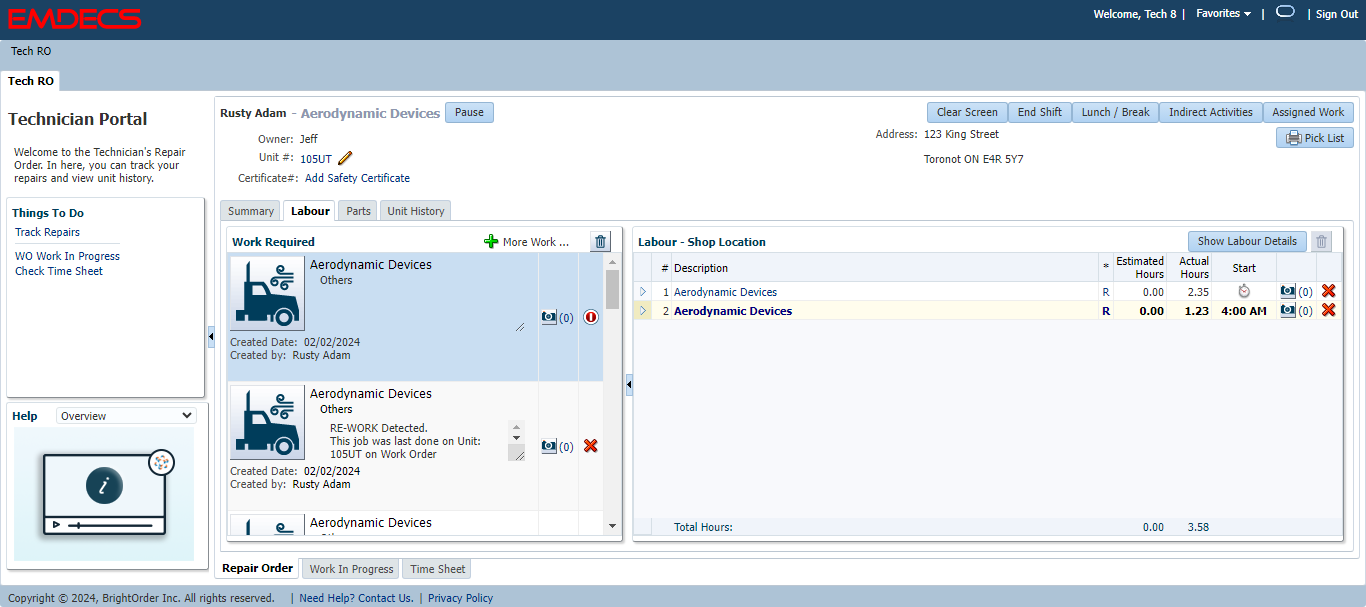 EMDECS
Welcome, Tech 8 | Favorites | | Sign Out
Tech RO
Tech RO
Technician Portal
Welcome to the Technician's Repair
Order. In here, you can track your
repairs and view unit history.
Things To Do
Track Repairs
WO Work In Progress
Check Time Sheet
Help Overview
Rusty Adam - Aerodynamic Devices Pause
Clear Screen End Shift Lunch / Break Indirect Activities Assigned Work
Pick List
Owner: Jeff
Unit #: 105UT
Certificate#: Add Safety Certificate
Address: 123 King Street
Toronot ON E4R 5Y7
Summary Labour Parts Unit History
Work Required More Work ...
Aerodynamic Devices
Others
(0)
Created Date: 02/02/2024
Created by: Rusty Adam
Aerodynamic Devices
Others
RE-WORK Detected.
This job was last done on Unit:
105UT on Work Order
(0)
Created Date: 02/02/2024
Created by: Rusty Adam
Aerodynamic Devices
Labour - Shop Location Show Labour Details
# Description * Estimated Hours Actual Hours Start
1 Aerodynamic Devices R 0.00 2.35 (0)
2 Aerodynamic Devices R 0.00 1.23 4:00 AM (0)
Total Hours: 0.00 3.58
Repair Order Work In Progress Time Sheet
Copyright © 2024, BrightOrder Inc. All rights reserved. | Need Help? Contact Us. | Privacy Policy